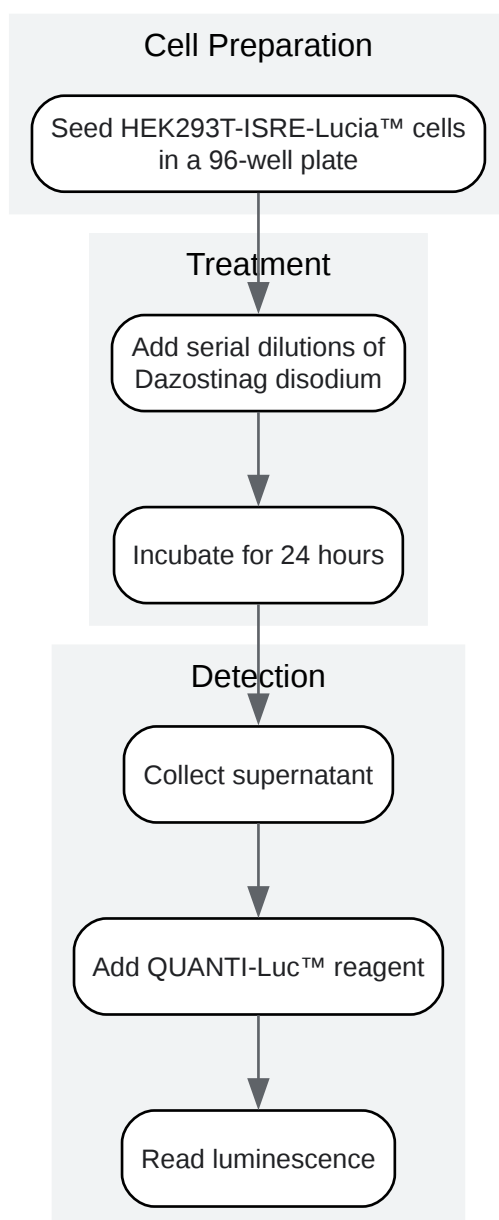 Cell Preparation
Seed HEK293T-ISRE-Lucia™ cells
in a 96-well plate
Treatment
Add serial dilutions of
Dazostinag disodium
Incubate for 24 hours
Detection
Collect supernatant
Add QUANTI-Luc™ reagent
Read luminescence